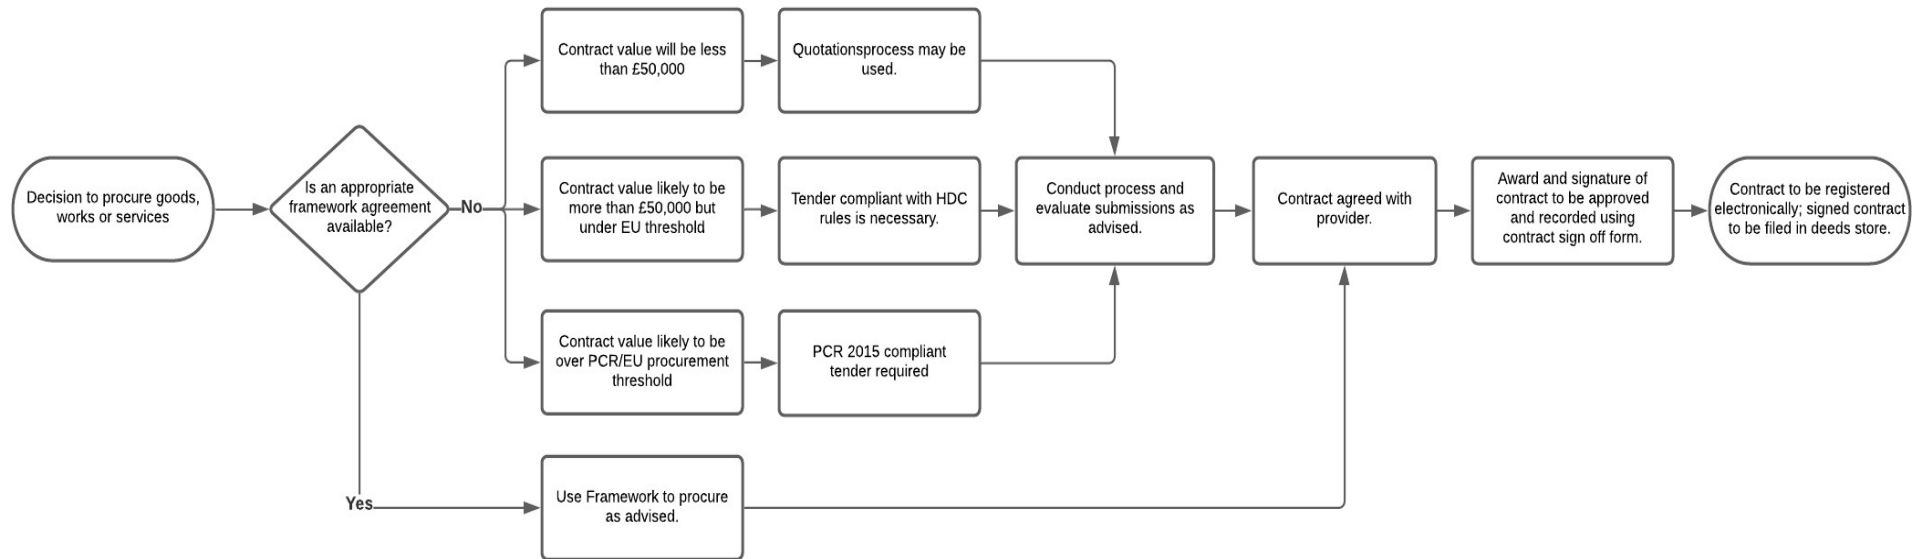 Decision to procure goods,
works or services
Is an appropriate
framework agreement
available?
No
Yes
Contract value will be less
than £50,000
Quotationsprocess may be
used.
Contract value likely to be
more than £50,000 but
under EU threshold
Tender compliant with HDC
rules is necessary.
Contract value likely to be
over PCR/EU procurement
threshold
PCR 2015 compliant
tender required
Use Framework to procure
as advised.
Conduct process and
evaluate submissions as
advised.
Contract agreed with
provider.
Award and signature of
contract to be approved
and recorded using
contract sign off form.
Contract to be registered
electronically; signed contract
to be filed in deeds store.